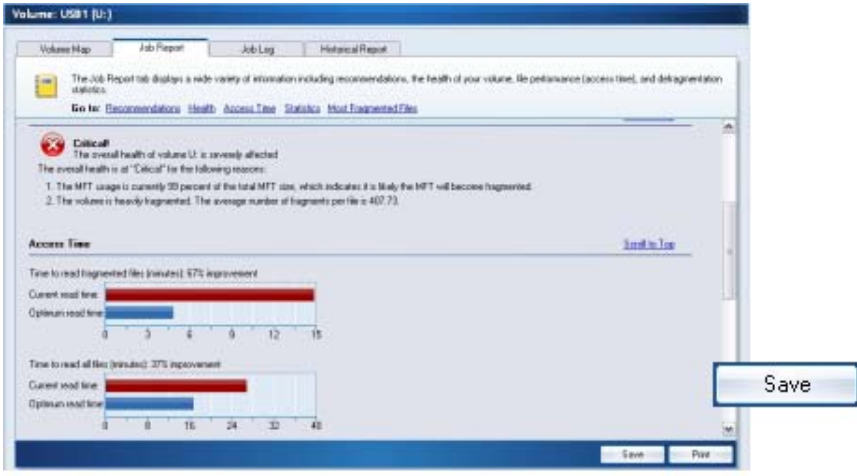 Volume: USB1 (U:)
Volume Map Job Report Job Log Historical Report
The Job Report tab displays a wide variety of information including recommendations, the health of your volume, file performance (access time), and defragmentation
statistics.
Go to: Recommendations Health Access Time Statistics Most Fragmented Files
Critical!
The overall health of volume U: is severely affected
The overall health is at "Critical" for the following reasons:
1. The MFT usage is currently 99 percent of the total MFT size, which indicates it is likely the MFT will become fragmented.
2. The volume is heavily fragmented. The average number of fragments per file is 407.73.
Access Time Scroll to Top
Time to read fragmented files (minutes): 67% improvement
Current read time:
Optimum read time:
0 3 6 9 12 15
Time to read all files (minutes): 37% improvement
Current read time:
Optimum read time:
0 8 16 24 32 40
Save
Save Print